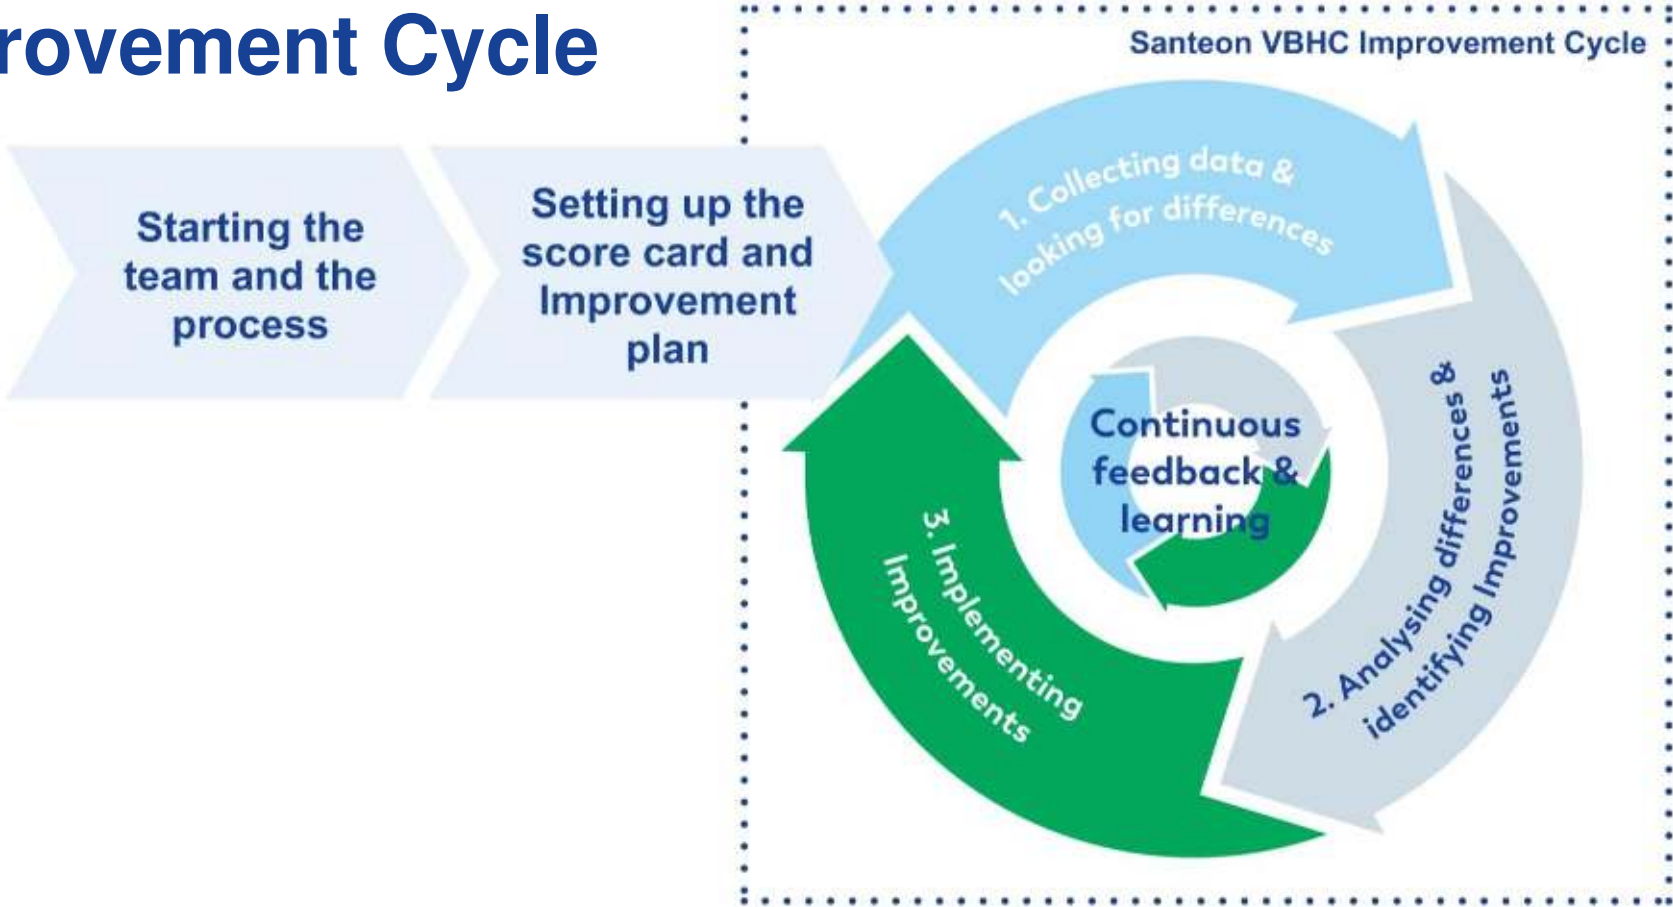 rovement Cycle
Santeon VBHC Improvement Cycle
Starting the
team and the
process
Setting up the
score card and
Improvement
plan
1. Collecting data &
looking for differences
2. Analysing differences &
identifying Improvements
3. Implementing
Improvements
Continuous
feedback &
learning